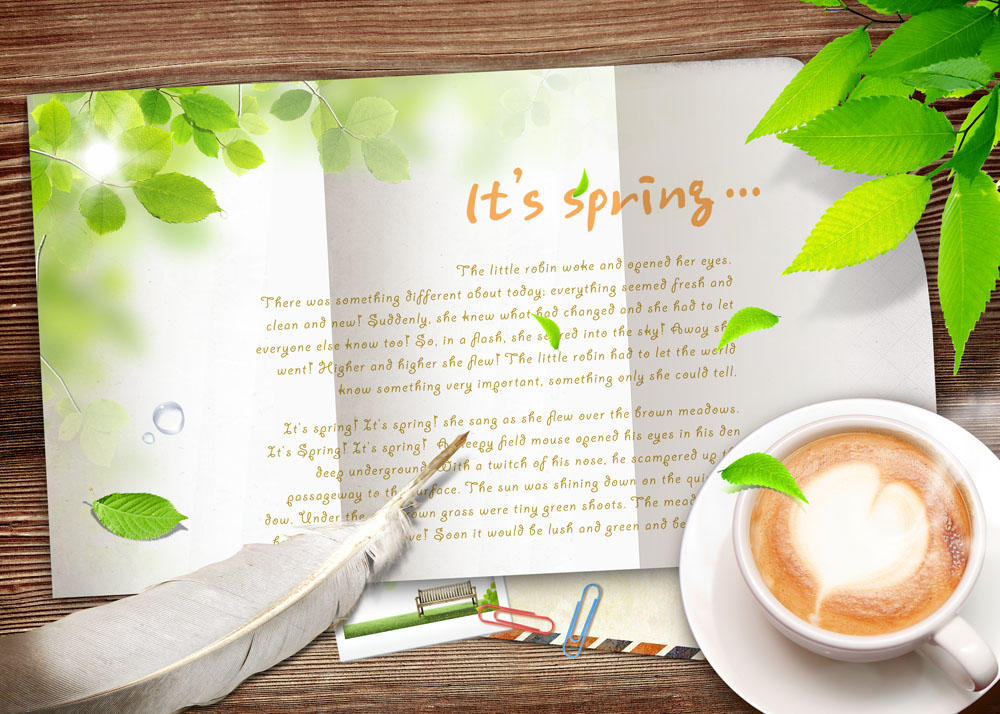 It's spring...
The little robin woke and opened her eyes.
There was something different about today; everything seemed fresh and
clean and new! Suddenly, she knew what had changed and she had to let
everyone else know too! So, in a flash, she soared into the sky! Away she
went! Higher and higher she flew! The little robin had to let the world
know something very important, something only she could tell.
It's spring! It's spring! she sang as she flew over the brown meadows.
It's Spring! It's spring! A sleepy field mouse opened his eyes in his den
deep underground. With a twitch of his nose, he scampered up
passageway to the surface. The sun was shining down on the
dow. Under the brown grass were tiny green shoots. The
Soon it would be lush and green and